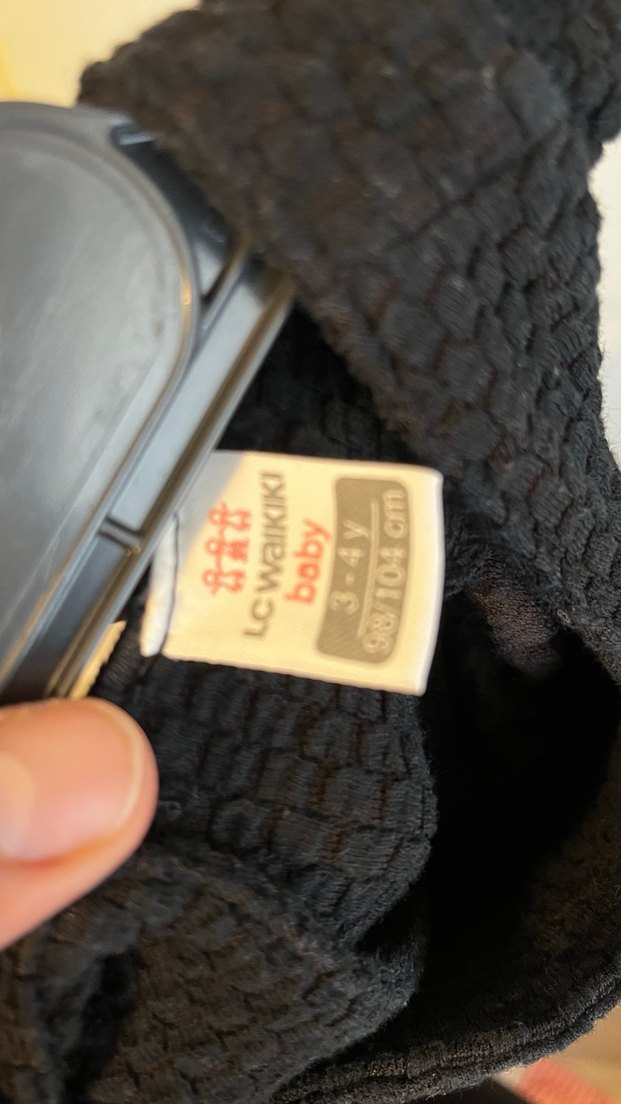 LC WAIKIKI
baby
3 - 4 y
98/104 cm